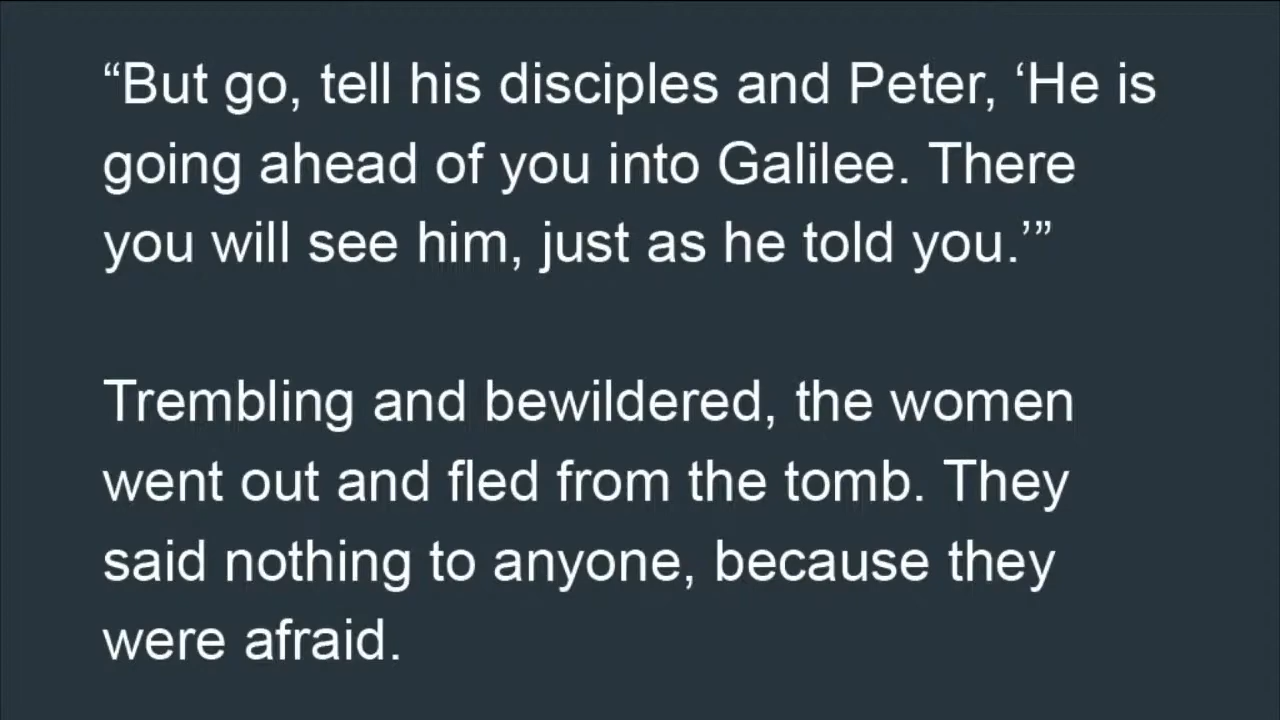 “But go, tell his disciples and Peter, ‘He is
going ahead of you into Galilee. There
you will see him, just as he told you.’”
Trembling and bewildered, the women
went out and fled from the tomb. They
said nothing to anyone, because they
were afraid.